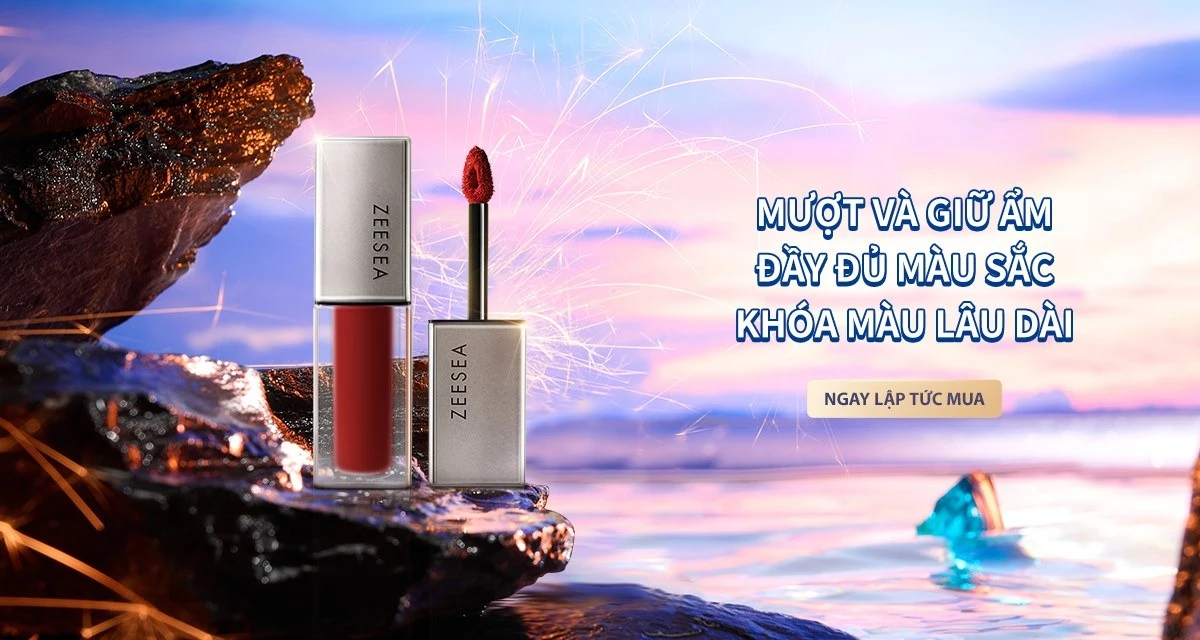 ZEESEA
ZEESEA
MƯỢT VÀ GIỮ ẨM
ĐẦY ĐỦ MÀU SẮC
KHÓA MÀU LÂU DÀI
NGAY LẬP TỨC MUA